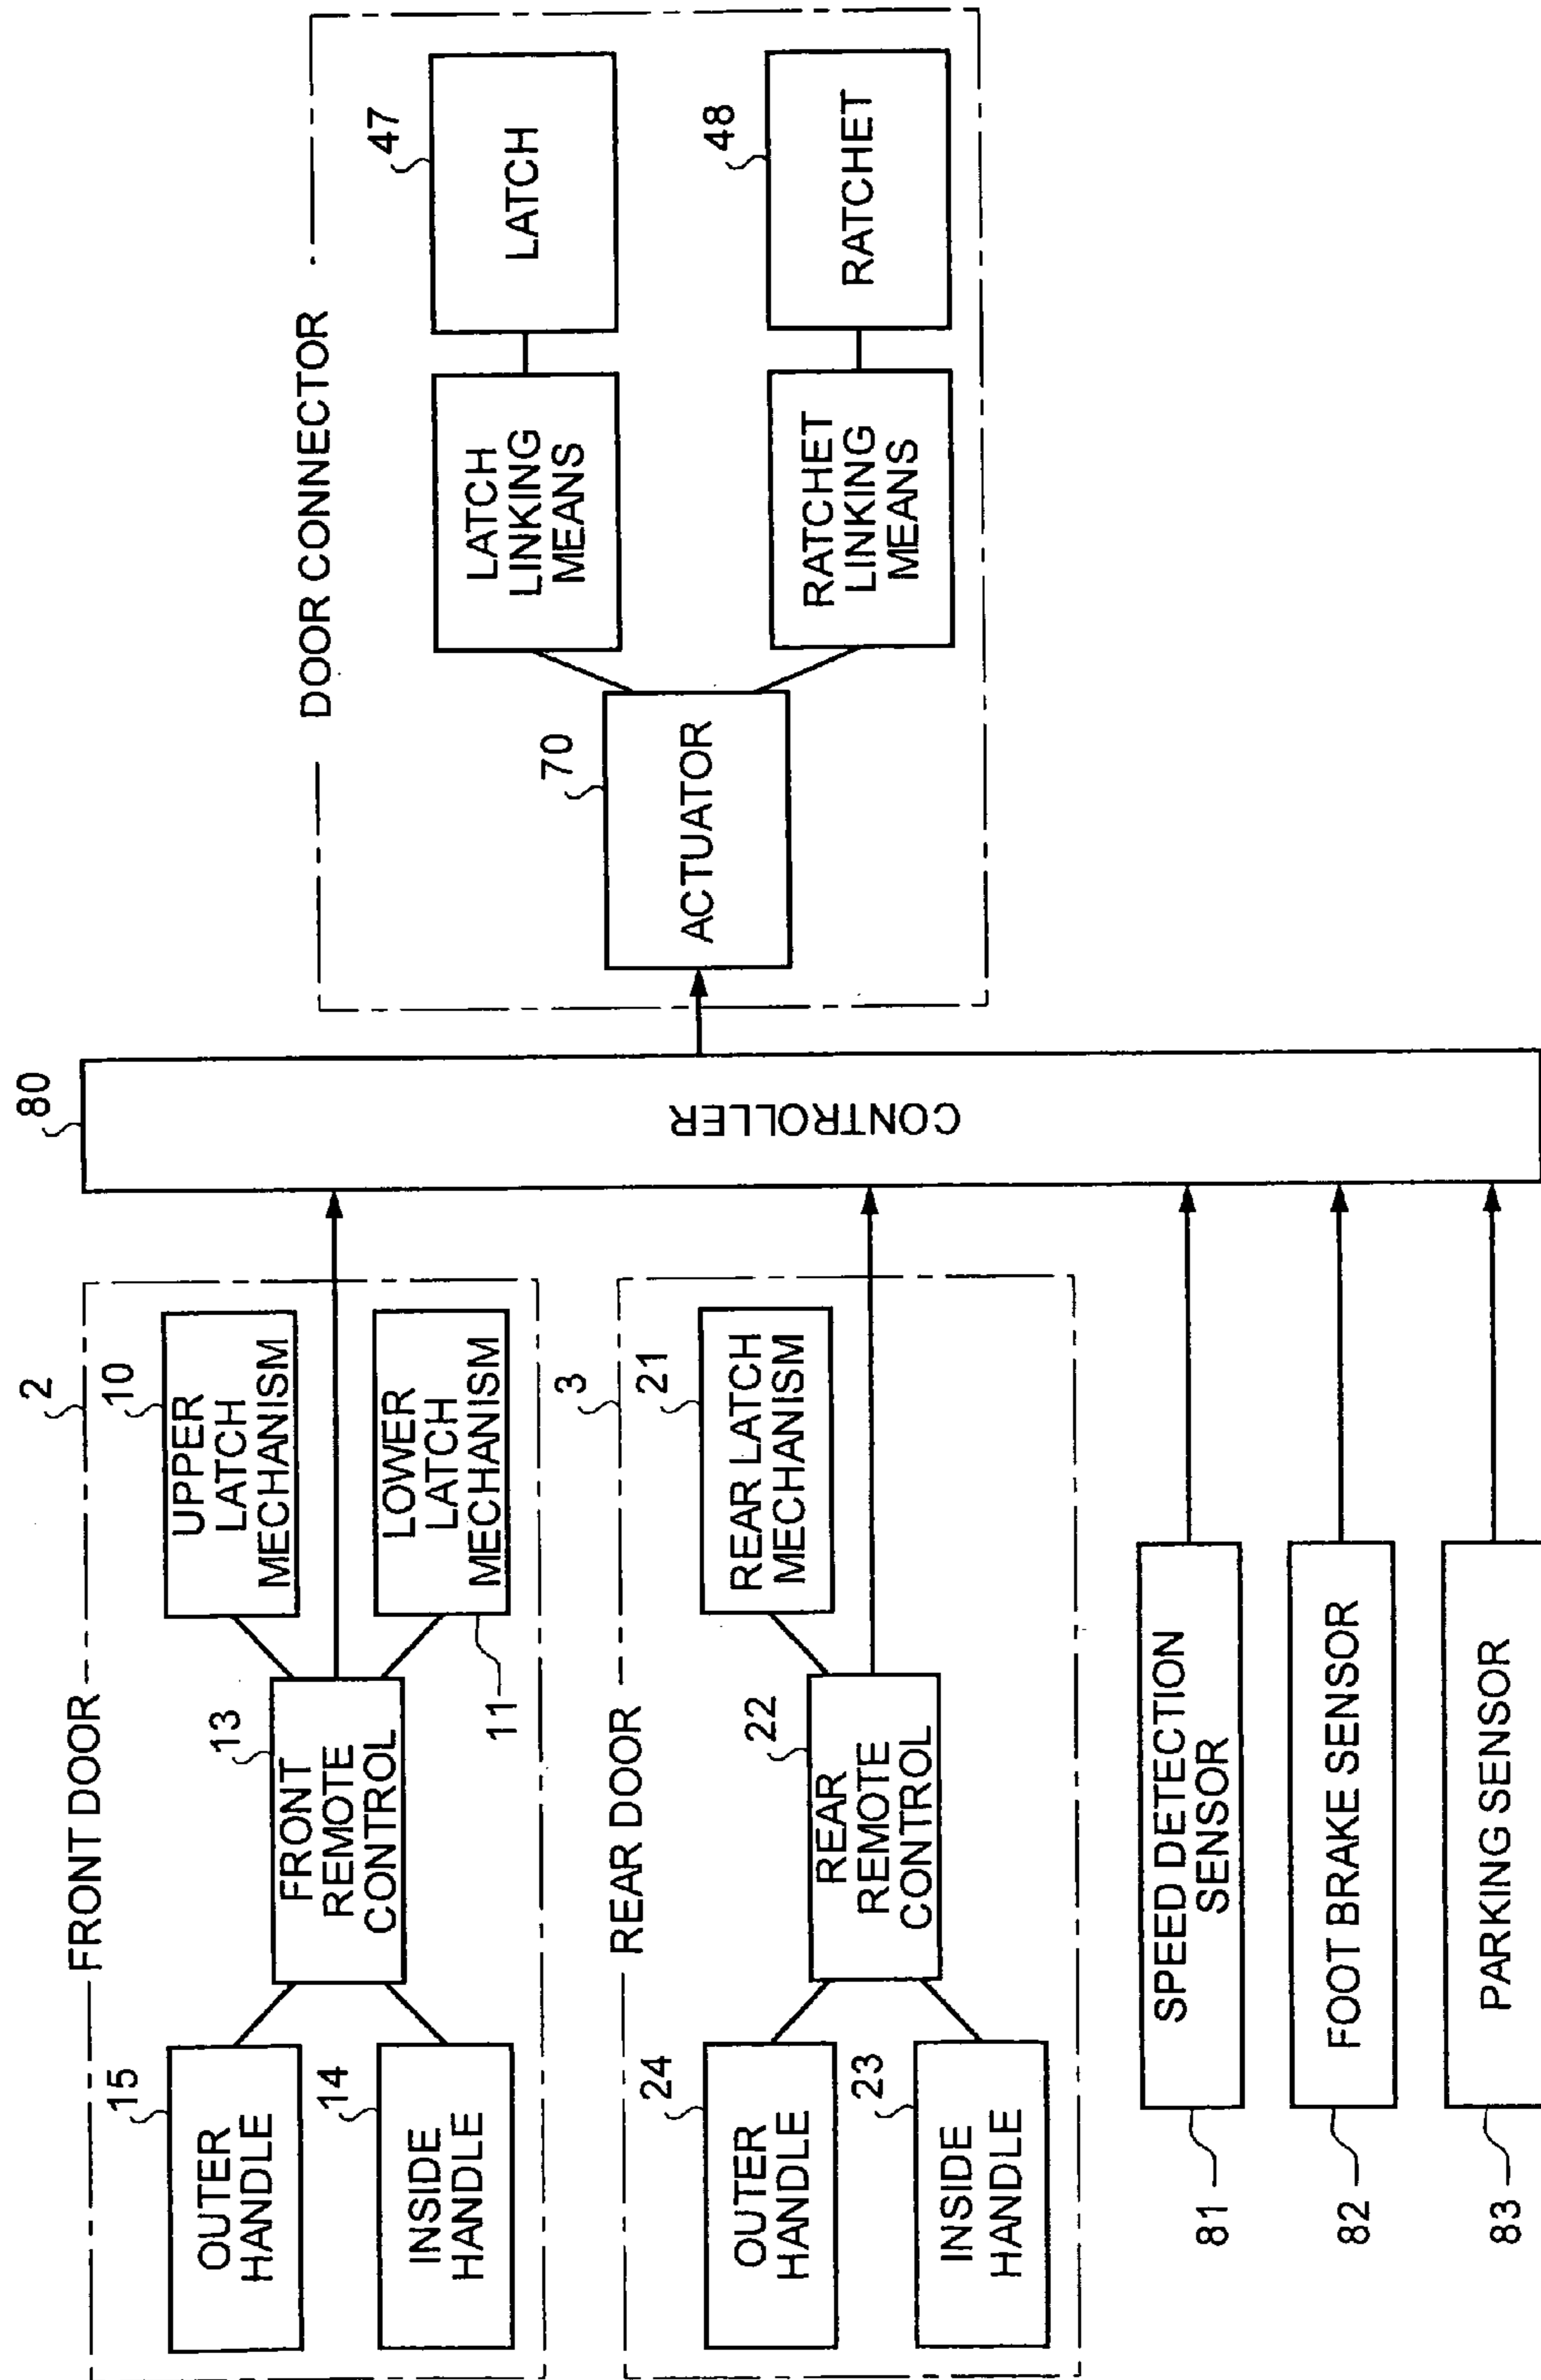 FRONT DOOR
2
15
OUTER
HANDLE
14
INSIDE
HANDLE
13
FRONT
REMOTE
CONTROL
10
UPPER
LATCH
MECHANISM
LOWER
LATCH
MECHANISM
11
REAR DOOR
3
24
OUTER
HANDLE
23
INSIDE
HANDLE
22
REAR
REMOTE
CONTROL
21
REAR LATCH
MECHANISM
81
SPEED DETECTION
SENSOR
82
FOOT BRAKE SENSOR
83
PARKING SENSOR
80
CONTROLLER
DOOR CONNECTOR
70
ACTUATOR
LATCH
LINKING
MEANS
47
LATCH
RATCHET
LINKING
MEANS
48
RATCHET